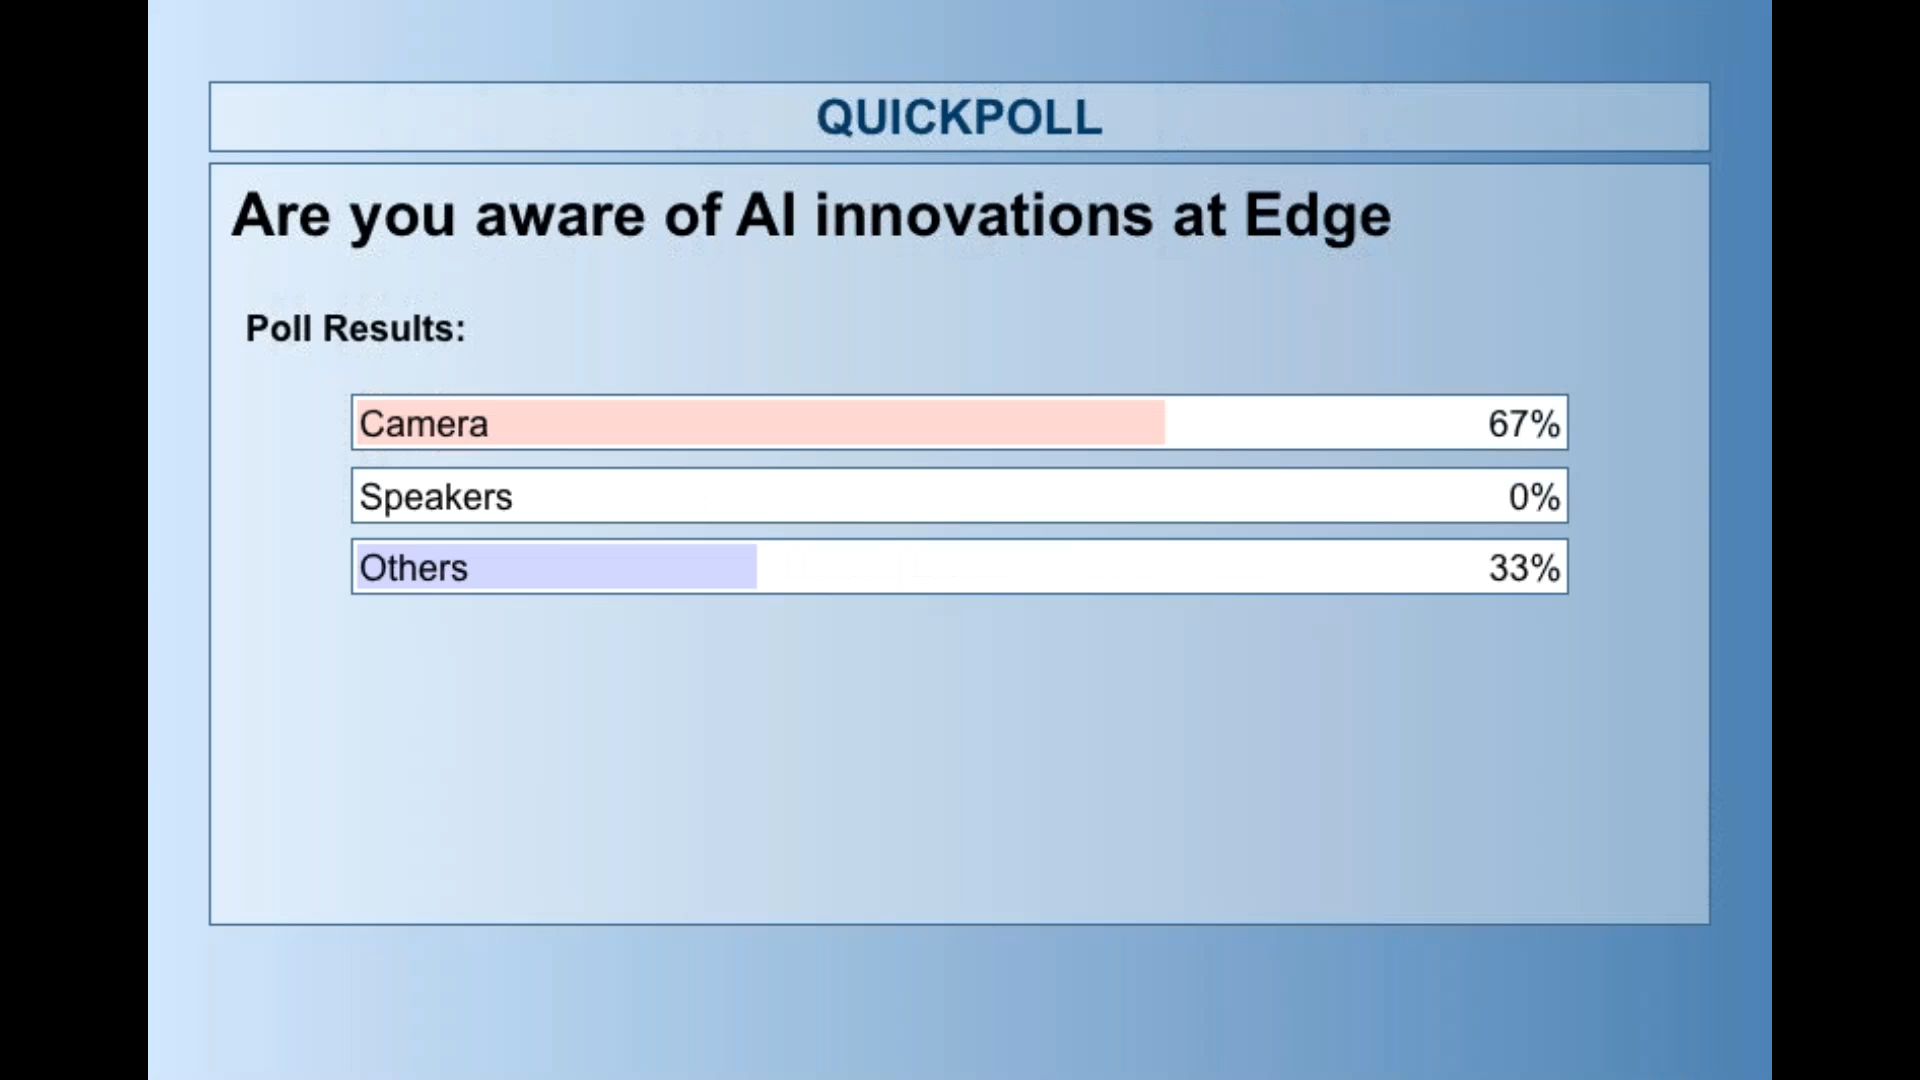 QUICKPOLL
Are you aware of AI innovations at Edge
Poll Results:
Camera 67%
Speakers 0%
Others 33%